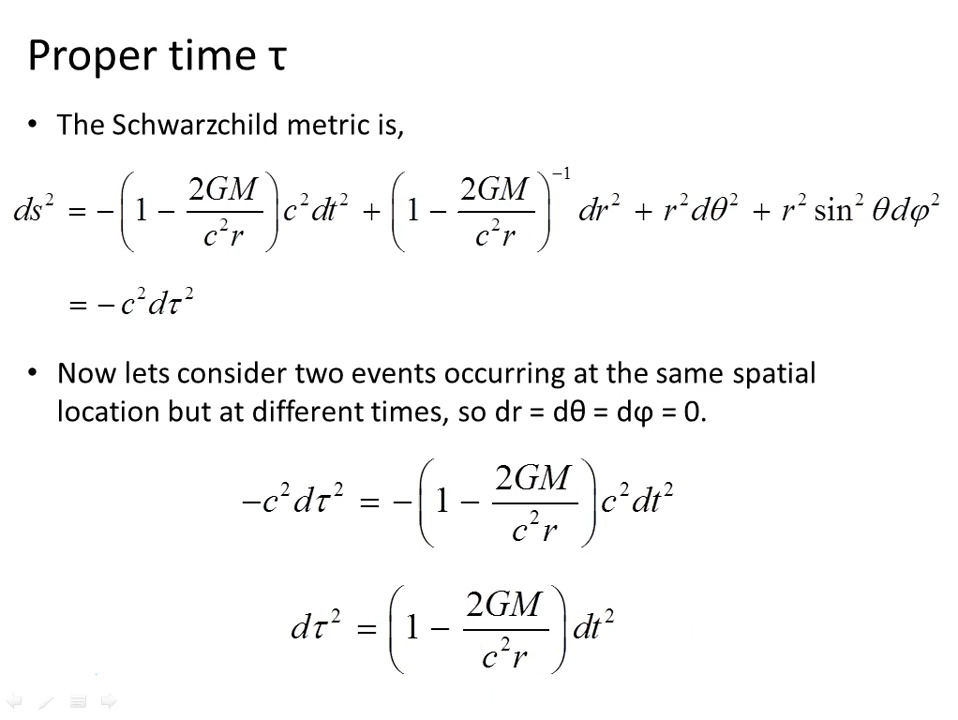 Proper time τ
• The Schwarzchild metric is,
ds² = −(1 − 2GM/c²r)c²dt² + (1 − 2GM/c²r)⁻¹ dr² + r²dθ² + r² sin² θdφ²
= −c²dτ²
• Now lets consider two events occurring at the same spatial
location but at different times, so dr = dθ = dφ = 0.
−c²dτ² = −(1 − 2GM/c²r)c²dt²
dτ² = (1 − 2GM/c²r)dt²